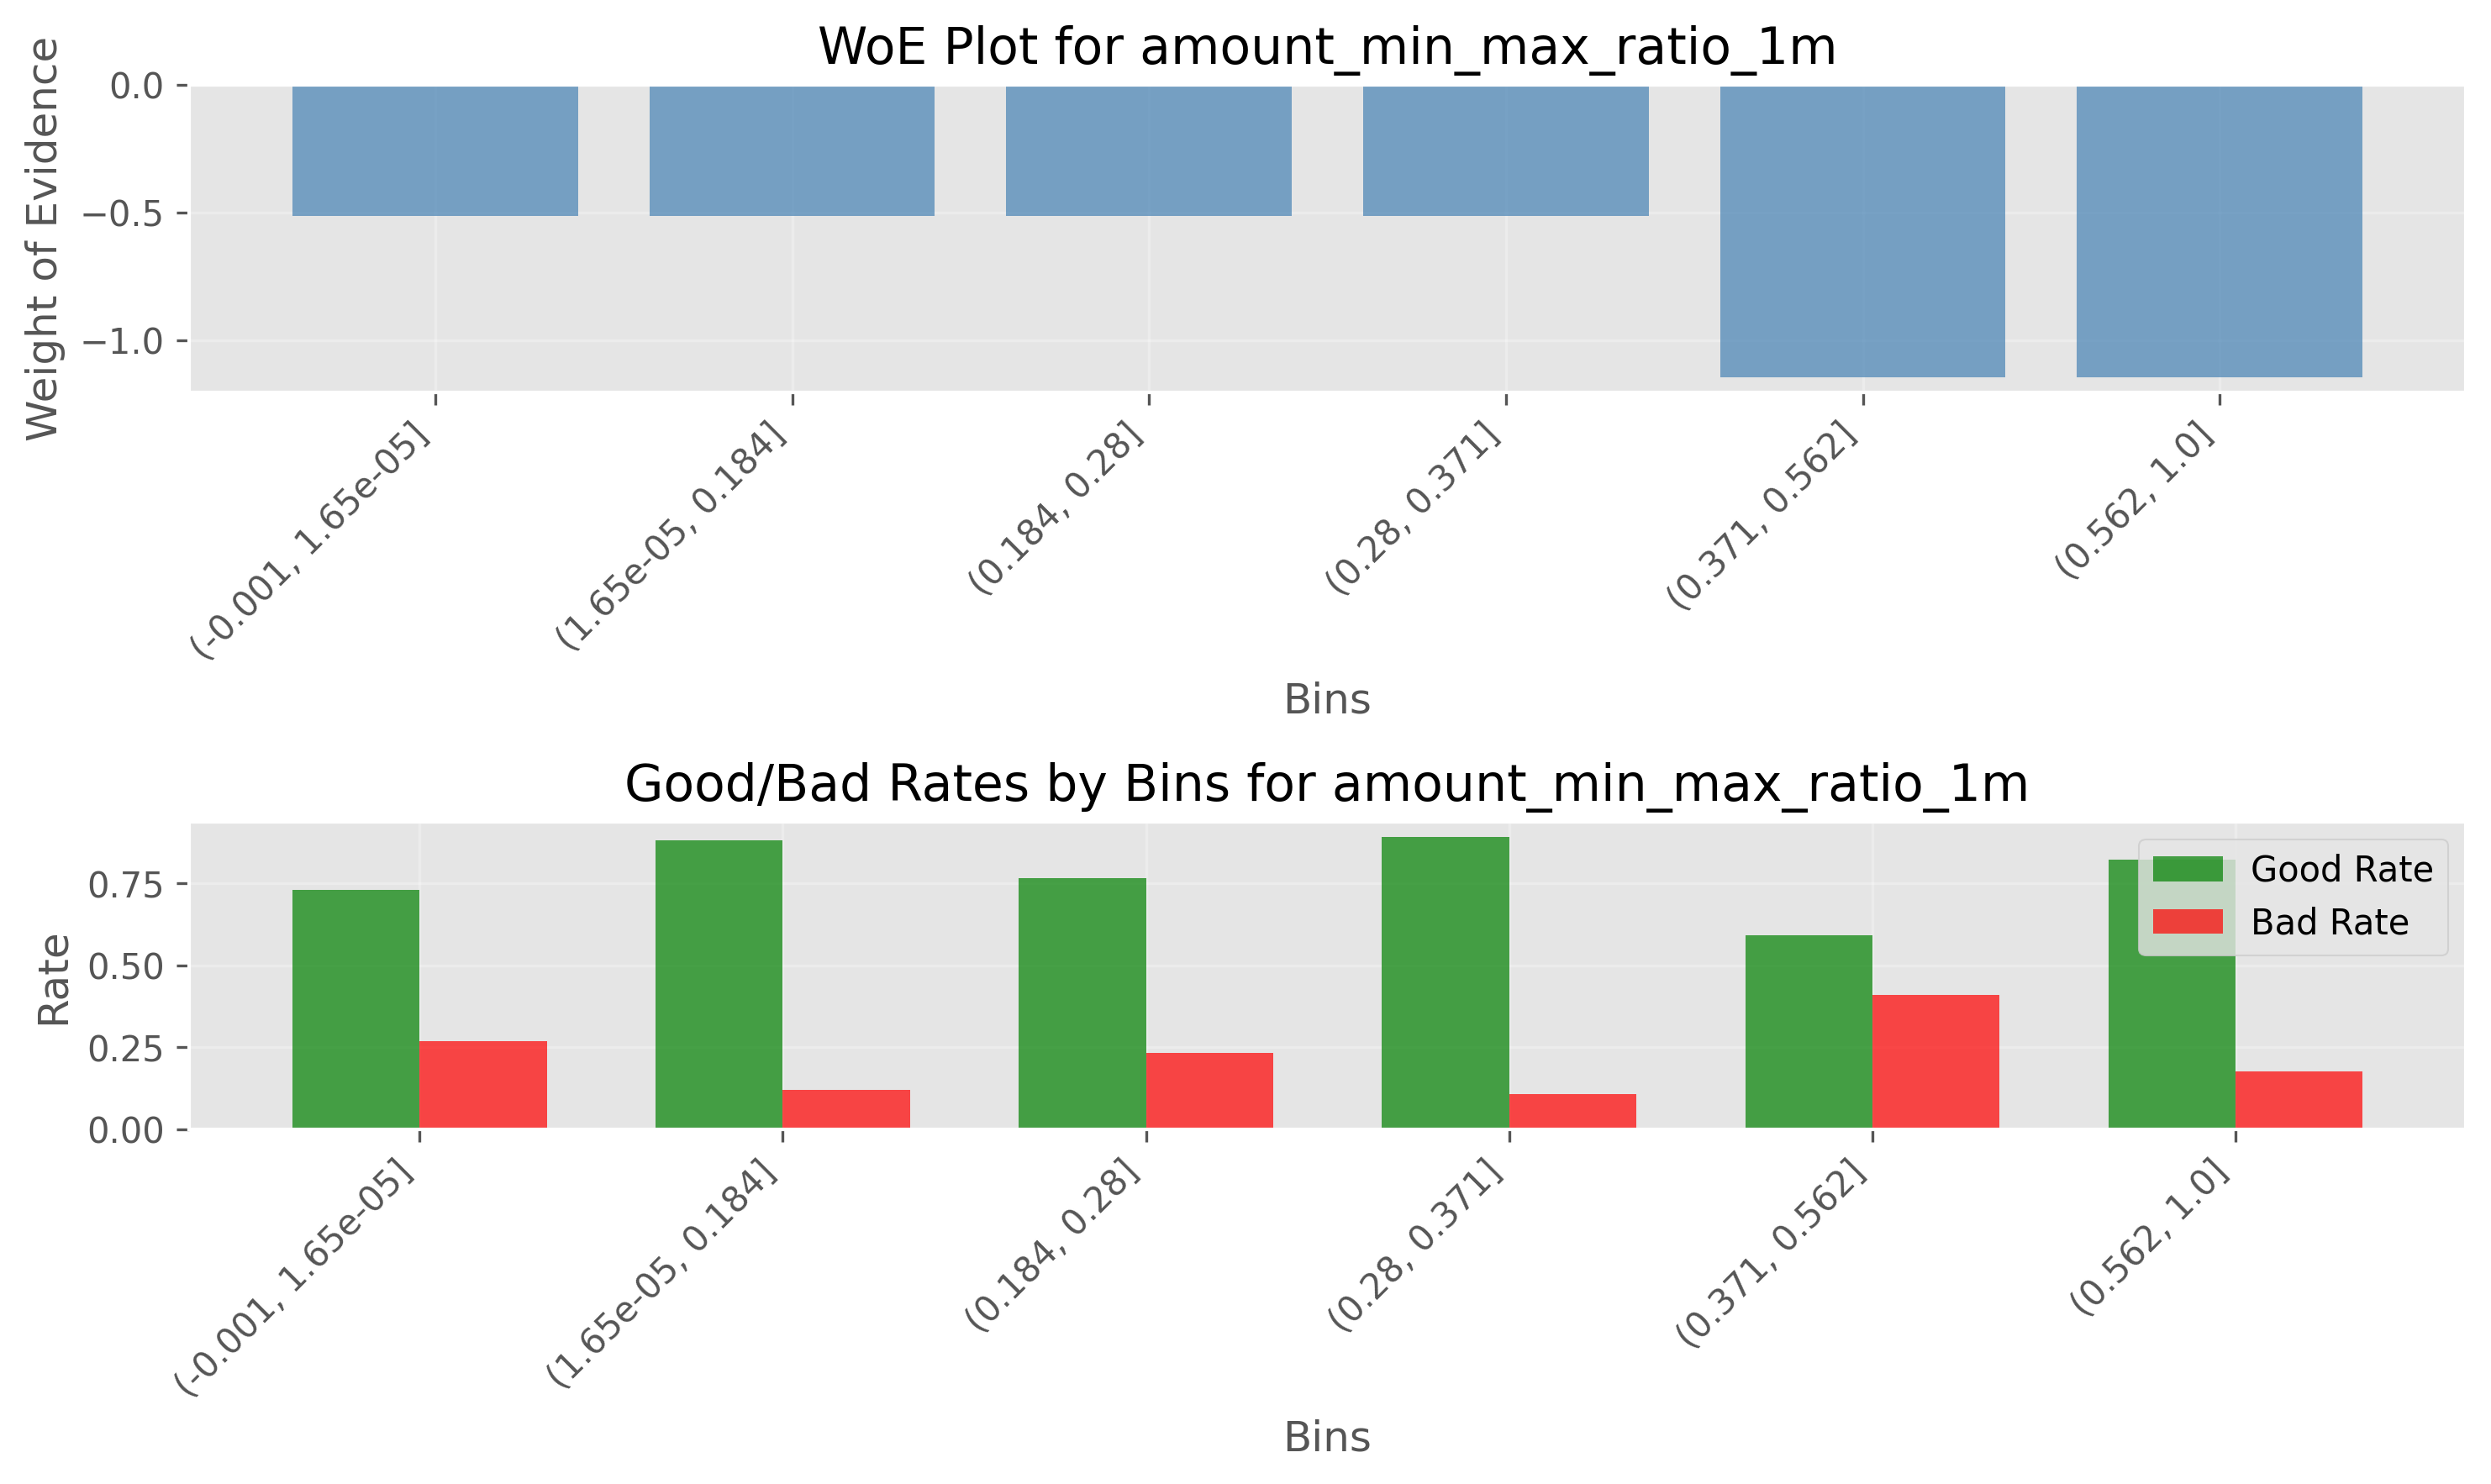 WoE Plot for amount_min_max_ratio_1m
Weight of Evidence
0.0
−0.5
−1.0
(-0.001, 1.65e-05]
(1.65e-05, 0.184]
(0.184, 0.28]
(0.28, 0.371]
(0.371, 0.562]
(0.562, 1.0]
Bins
Good/Bad Rates by Bins for amount_min_max_ratio_1m
Rate
0.75
0.50
0.25
0.00
Good Rate
Bad Rate
(-0.001, 1.65e-05]
(1.65e-05, 0.184]
(0.184, 0.28]
(0.28, 0.371]
(0.371, 0.562]
(0.562, 1.0]
Bins